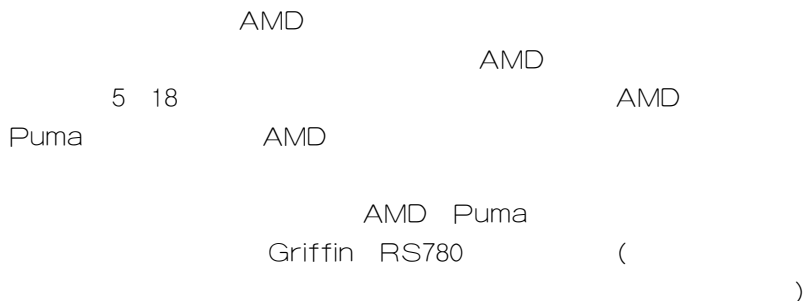 AMD
AMD
5 18 AMD
Puma AMD
AMD Puma
Griffin RS780 (
)